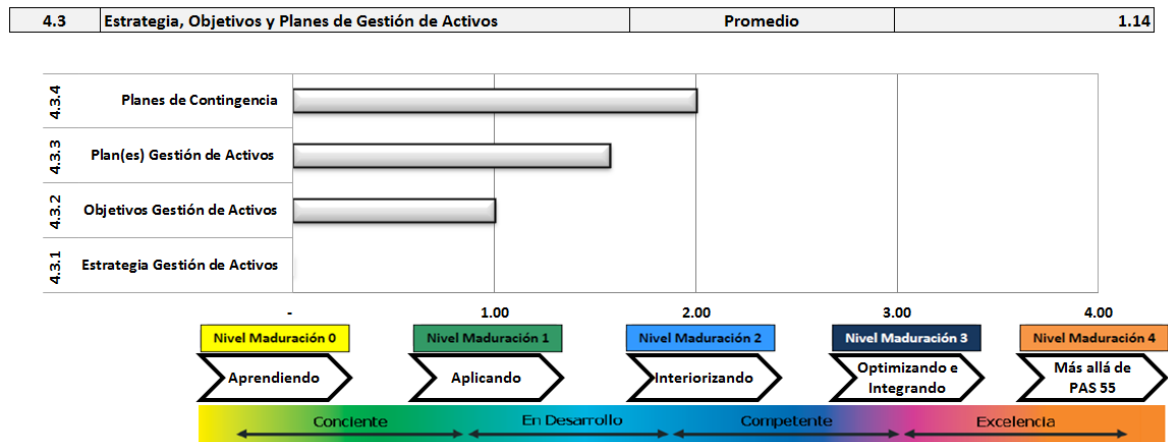 4.3 Estrategia, Objetivos y Planes de Gestión de Activos Promedio 1.14
4.3.4 Planes de Contingencia
4.3.3 Plan(es) Gestión de Activos
4.3.2 Objetivos Gestión de Activos
4.3.1 Estrategia Gestión de Activos
- 1.00 2.00 3.00 4.00
Nivel Maduración 0 Nivel Maduración 1 Nivel Maduración 2 Nivel Maduración 3 Nivel Maduración 4
Aprendiendo Aplicando Interiorizando Optimizando e Integrando Más allá de PAS 55
Conciente En Desarrollo Competente Excelencia